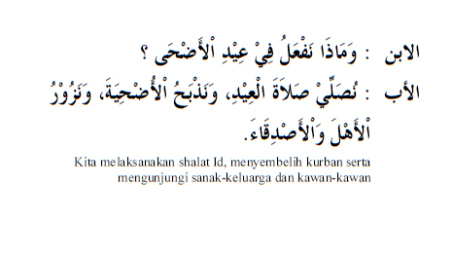 الابن : وَمَاذَا نَفْعَلُ فِيْ عِيْدِ الْأَضْحَى ؟
الأب : نُصَلِّيْ صَلاَةَ الْعِيْدِ، وَنَذْبَحُ الْأُضْحِيَةَ، وَنَزُوْرُ
الْأَهْلَ وَالْأَصْدِقَاءَ.
Kita melaksanakan shalat Id, menyembelih kurban serta
mengunjungi sanak-keluarga dan kawan-kawan